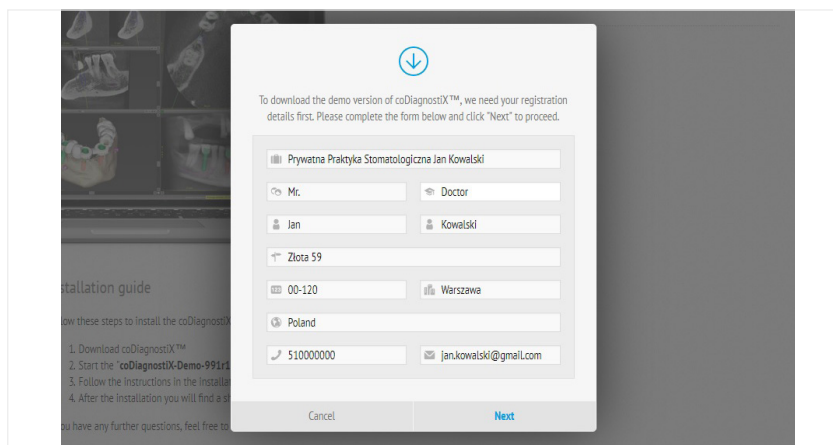 To download the demo version of coDiagnostiX™, we need your registration
details first. Please complete the form below and click "Next" to proceed.
Prywatna Praktyka Stomatologiczna Jan Kowalski
Mr.
Doctor
Jan
Kowalski
Złota 59
00-120
Warszawa
Poland
510000000
jan.kowalski@gmail.com
Cancel
Next
stallation guide
low these steps to install the coDiagnostiX
1. Download coDiagnostiX™
2. Start the "coDiagnostiX-Demo-991r1
3. Follow the instructions in the installat
4. After the installation you will find a sh
ou have any further questions, feel free to